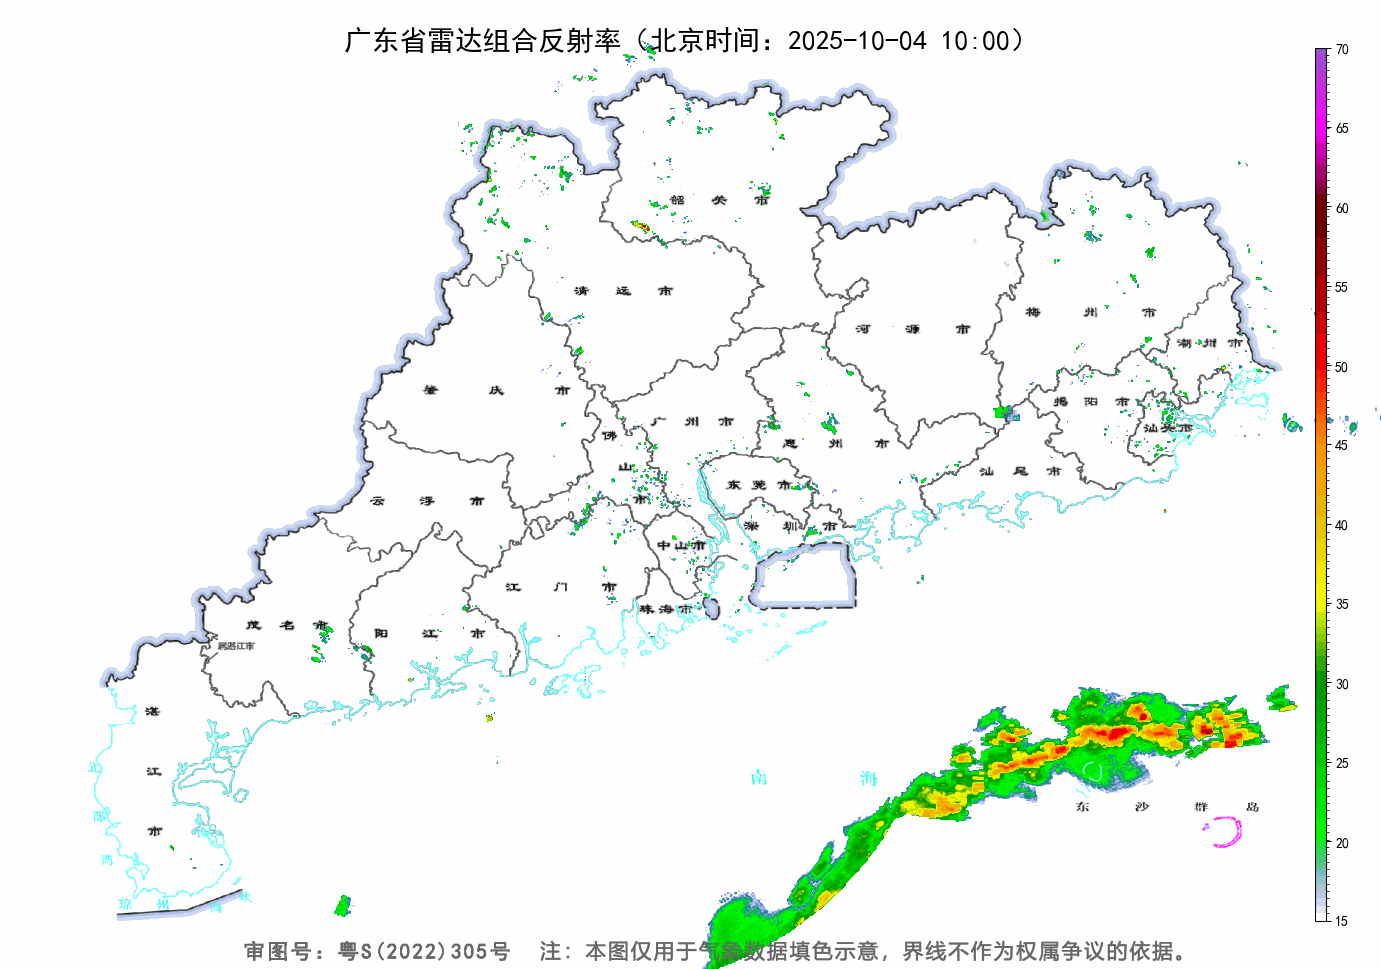 广东省雷达组合反射率（北京时间：2025-10-04 10:00）
70
65
60
55
50
45
40
35
30
25
20
15
韶关市
清远市
河源市
梅州市
潮州市
肇庆市
广州市
揭阳市
汕头市
佛山市
惠州市
汕尾市
东莞市
云浮市
深圳市
中山市
江门市
珠海市
茂名市
阳江市
属湛江市
湛江市
北部湾
南海
东沙群岛
琼州海峡
审图号：粤S(2022)305号 注：本图仅用于气象数据填色示意，界线不作为权属争议的依据。